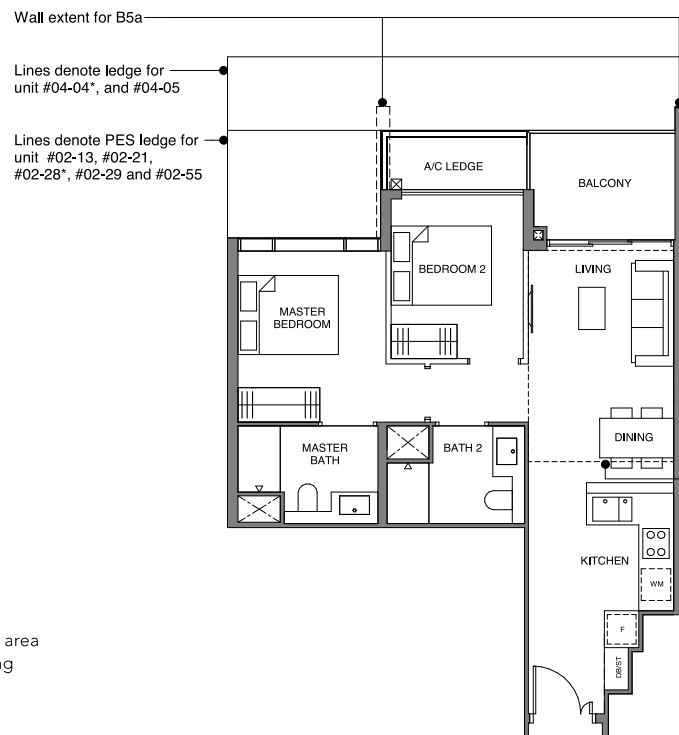 Wall extent for B5a
Lines denote ledge for
unit #04-04*, and #04-05
Lines denote PES ledge for
unit #02-13, #02-21,
#02-28*, #02-29 and #02-55
A/C LEDGE
BALCONY
BEDROOM 2
LIVING
MASTER
BEDROOM
DINING
MASTER
BATH
BATH 2
KITCHEN
WM
F
DB/ST
area